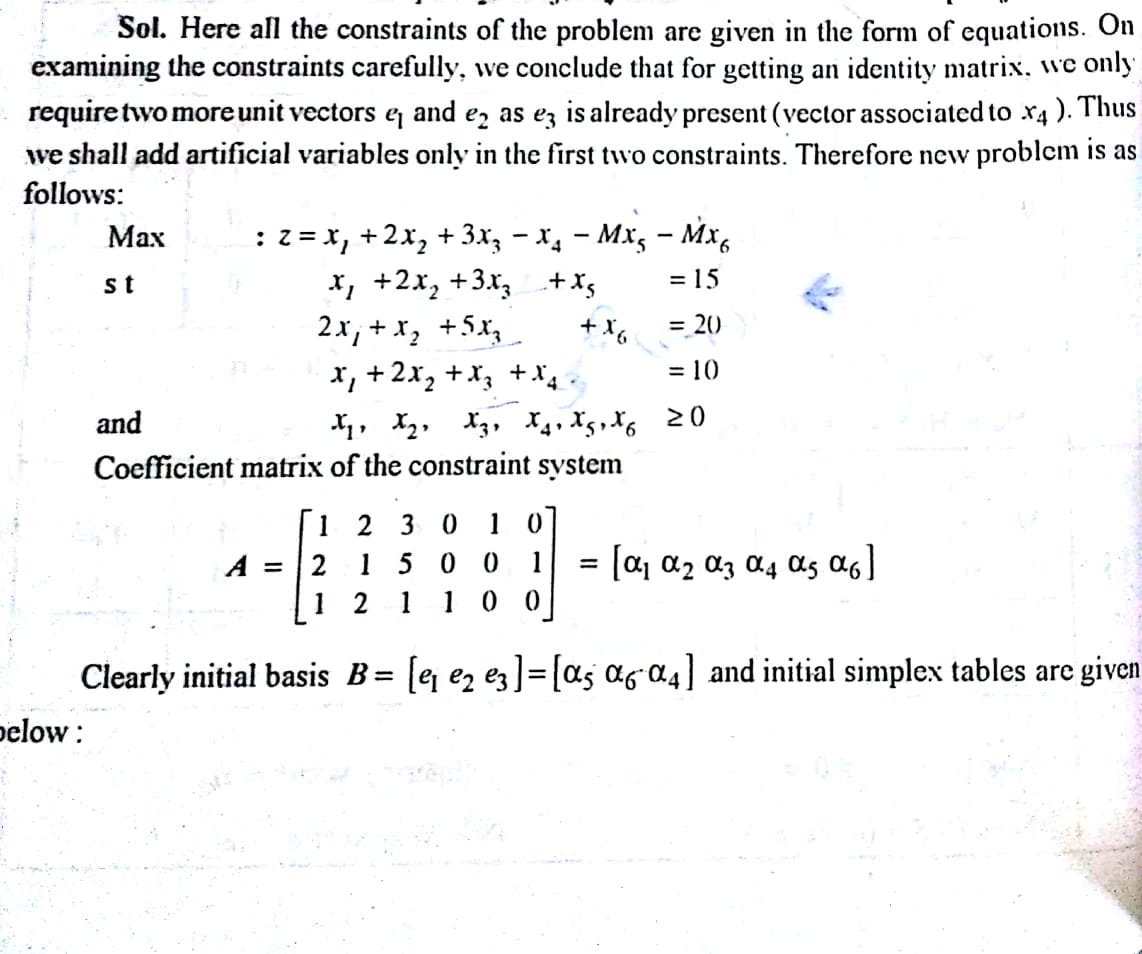 Sol. Here all the constraints of the problem are given in the form of equations. On
examining the constraints carefully, we conclude that for getting an identity matrix, we only
require two more unit vectors e₁ and e₂ as e₃ is already present (vector associated to x₄ ). Thus
we shall add artificial variables only in the first two constraints. Therefore new problem is as
follows:
Max : z = x₁ + 2x₂ + 3x₃ − x₄ − Mx₅ − Mx₆
s t x₁ + 2x₂ + 3x₃ + x₅ = 15
2x₁ + x₂ + 5x₃ + x₆ = 20
x₁ + 2x₂ + x₃ + x₄ = 10
and x₁, x₂, x₃, x₄, x₅, x₆ ≥ 0
Coefficient matrix of the constraint system
1 2 3 0 1 0
A = [2 1 5 0 0 1] = [α₁ α₂ α₃ α₄ α₅ α₆]
1 2 1 1 0 0
Clearly initial basis B = [e₁ e₂ e₃] = [α₅ α₆ α₄] and initial simplex tables are given
below :